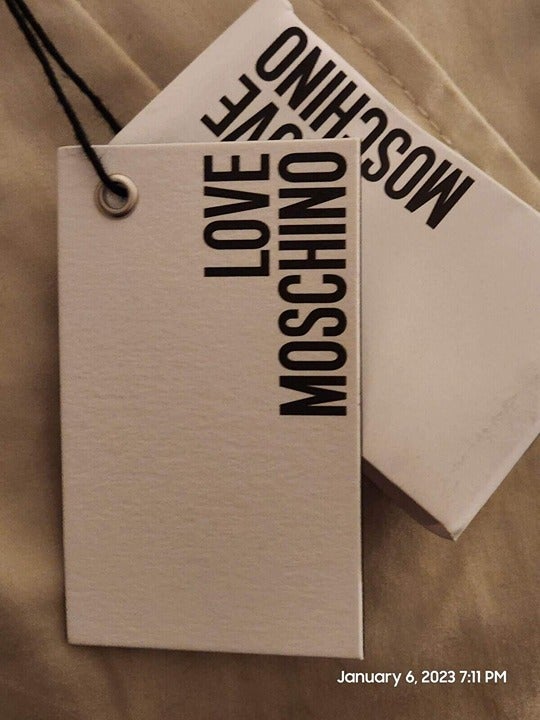 LOVE
MOSCHINO
LOVE
MOSCHINO
January 6, 2023 7:11 PM